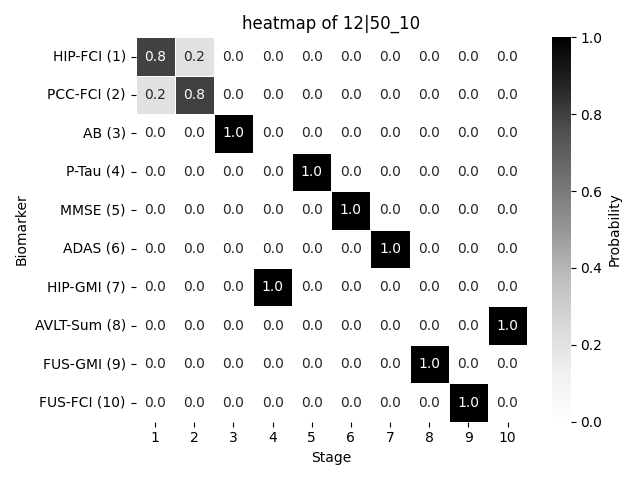 heatmap of 12|50_10
HIP-FCI (1) 0.8 0.2 0.0 0.0 0.0 0.0 0.0 0.0 0.0 0.0
PCC-FCI (2) 0.2 0.8 0.0 0.0 0.0 0.0 0.0 0.0 0.0 0.0
AB (3) 0.0 0.0 1.0 0.0 0.0 0.0 0.0 0.0 0.0 0.0
P-Tau (4) 0.0 0.0 0.0 0.0 1.0 0.0 0.0 0.0 0.0 0.0
MMSE (5) 0.0 0.0 0.0 0.0 0.0 1.0 0.0 0.0 0.0 0.0
ADAS (6) 0.0 0.0 0.0 0.0 0.0 0.0 1.0 0.0 0.0 0.0
HIP-GMI (7) 0.0 0.0 0.0 1.0 0.0 0.0 0.0 0.0 0.0 0.0
AVLT-Sum (8) 0.0 0.0 0.0 0.0 0.0 0.0 0.0 0.0 0.0 1.0
FUS-GMI (9) 0.0 0.0 0.0 0.0 0.0 0.0 0.0 1.0 0.0 0.0
FUS-FCI (10) 0.0 0.0 0.0 0.0 0.0 0.0 0.0 0.0 1.0 0.0
1 2 3 4 5 6 7 8 9 10
Stage
Biomarker
1.0
0.8
0.6
0.4
0.2
0.0
Probability